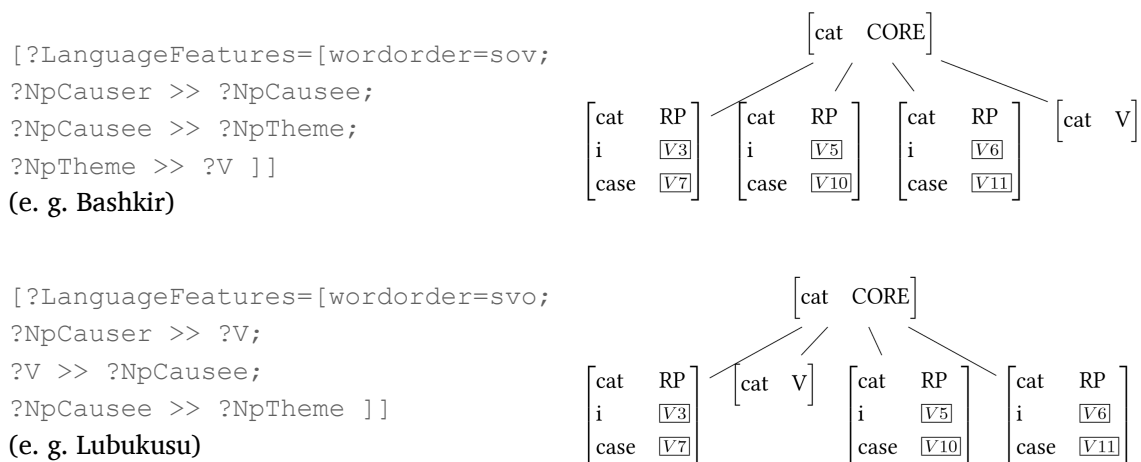 [?LanguageFeatures=[wordorder=sov;
?NpCauser >> ?NpCausee;
?NpCausee >> ?NpTheme;
?NpTheme >> ?V ]]
(e. g. Bashkir)
[cat CORE]
[cat RP
i V3
case V7]
[cat RP
i V5
case V10]
[cat RP
i V6
case V11]
[cat V]
[?LanguageFeatures=[wordorder=svo;
?NpCauser >> ?V;
?V >> ?NpCausee;
?NpCausee >> ?NpTheme ]]
(e. g. Lubukusu)
[cat CORE]
[cat RP
i V3
case V7]
[cat V]
[cat RP
i V5
case V10]
[cat RP
i V6
case V11]